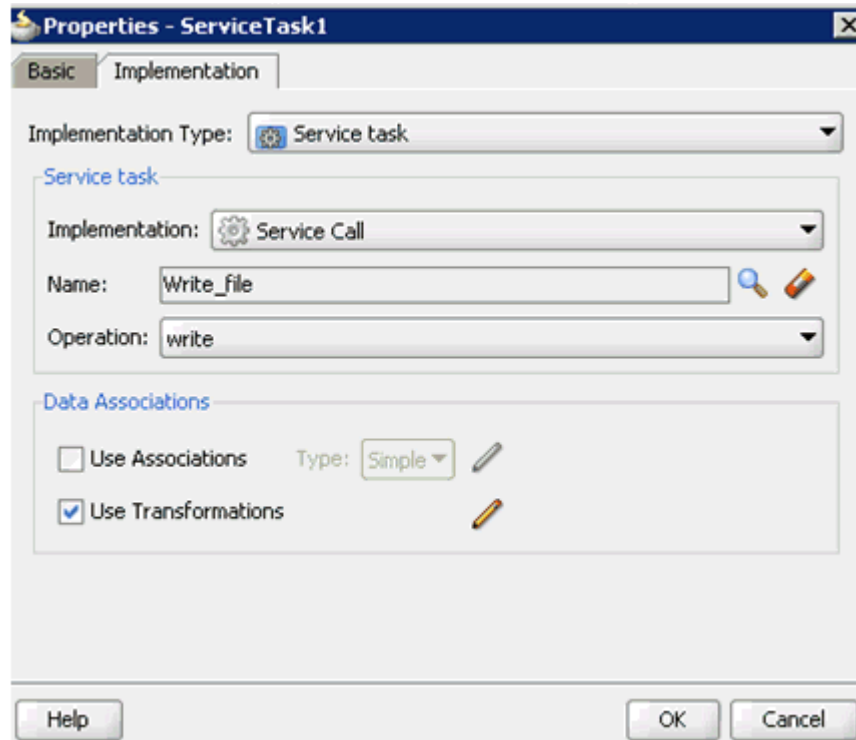 Properties - ServiceTask1
Basic Implementation
Implementation Type: Service task
Service task
Implementation: Service Call
Name: Write_file
Operation: write
Data Associations
Use Associations Type: Simple
Use Transformations
Help OK Cancel